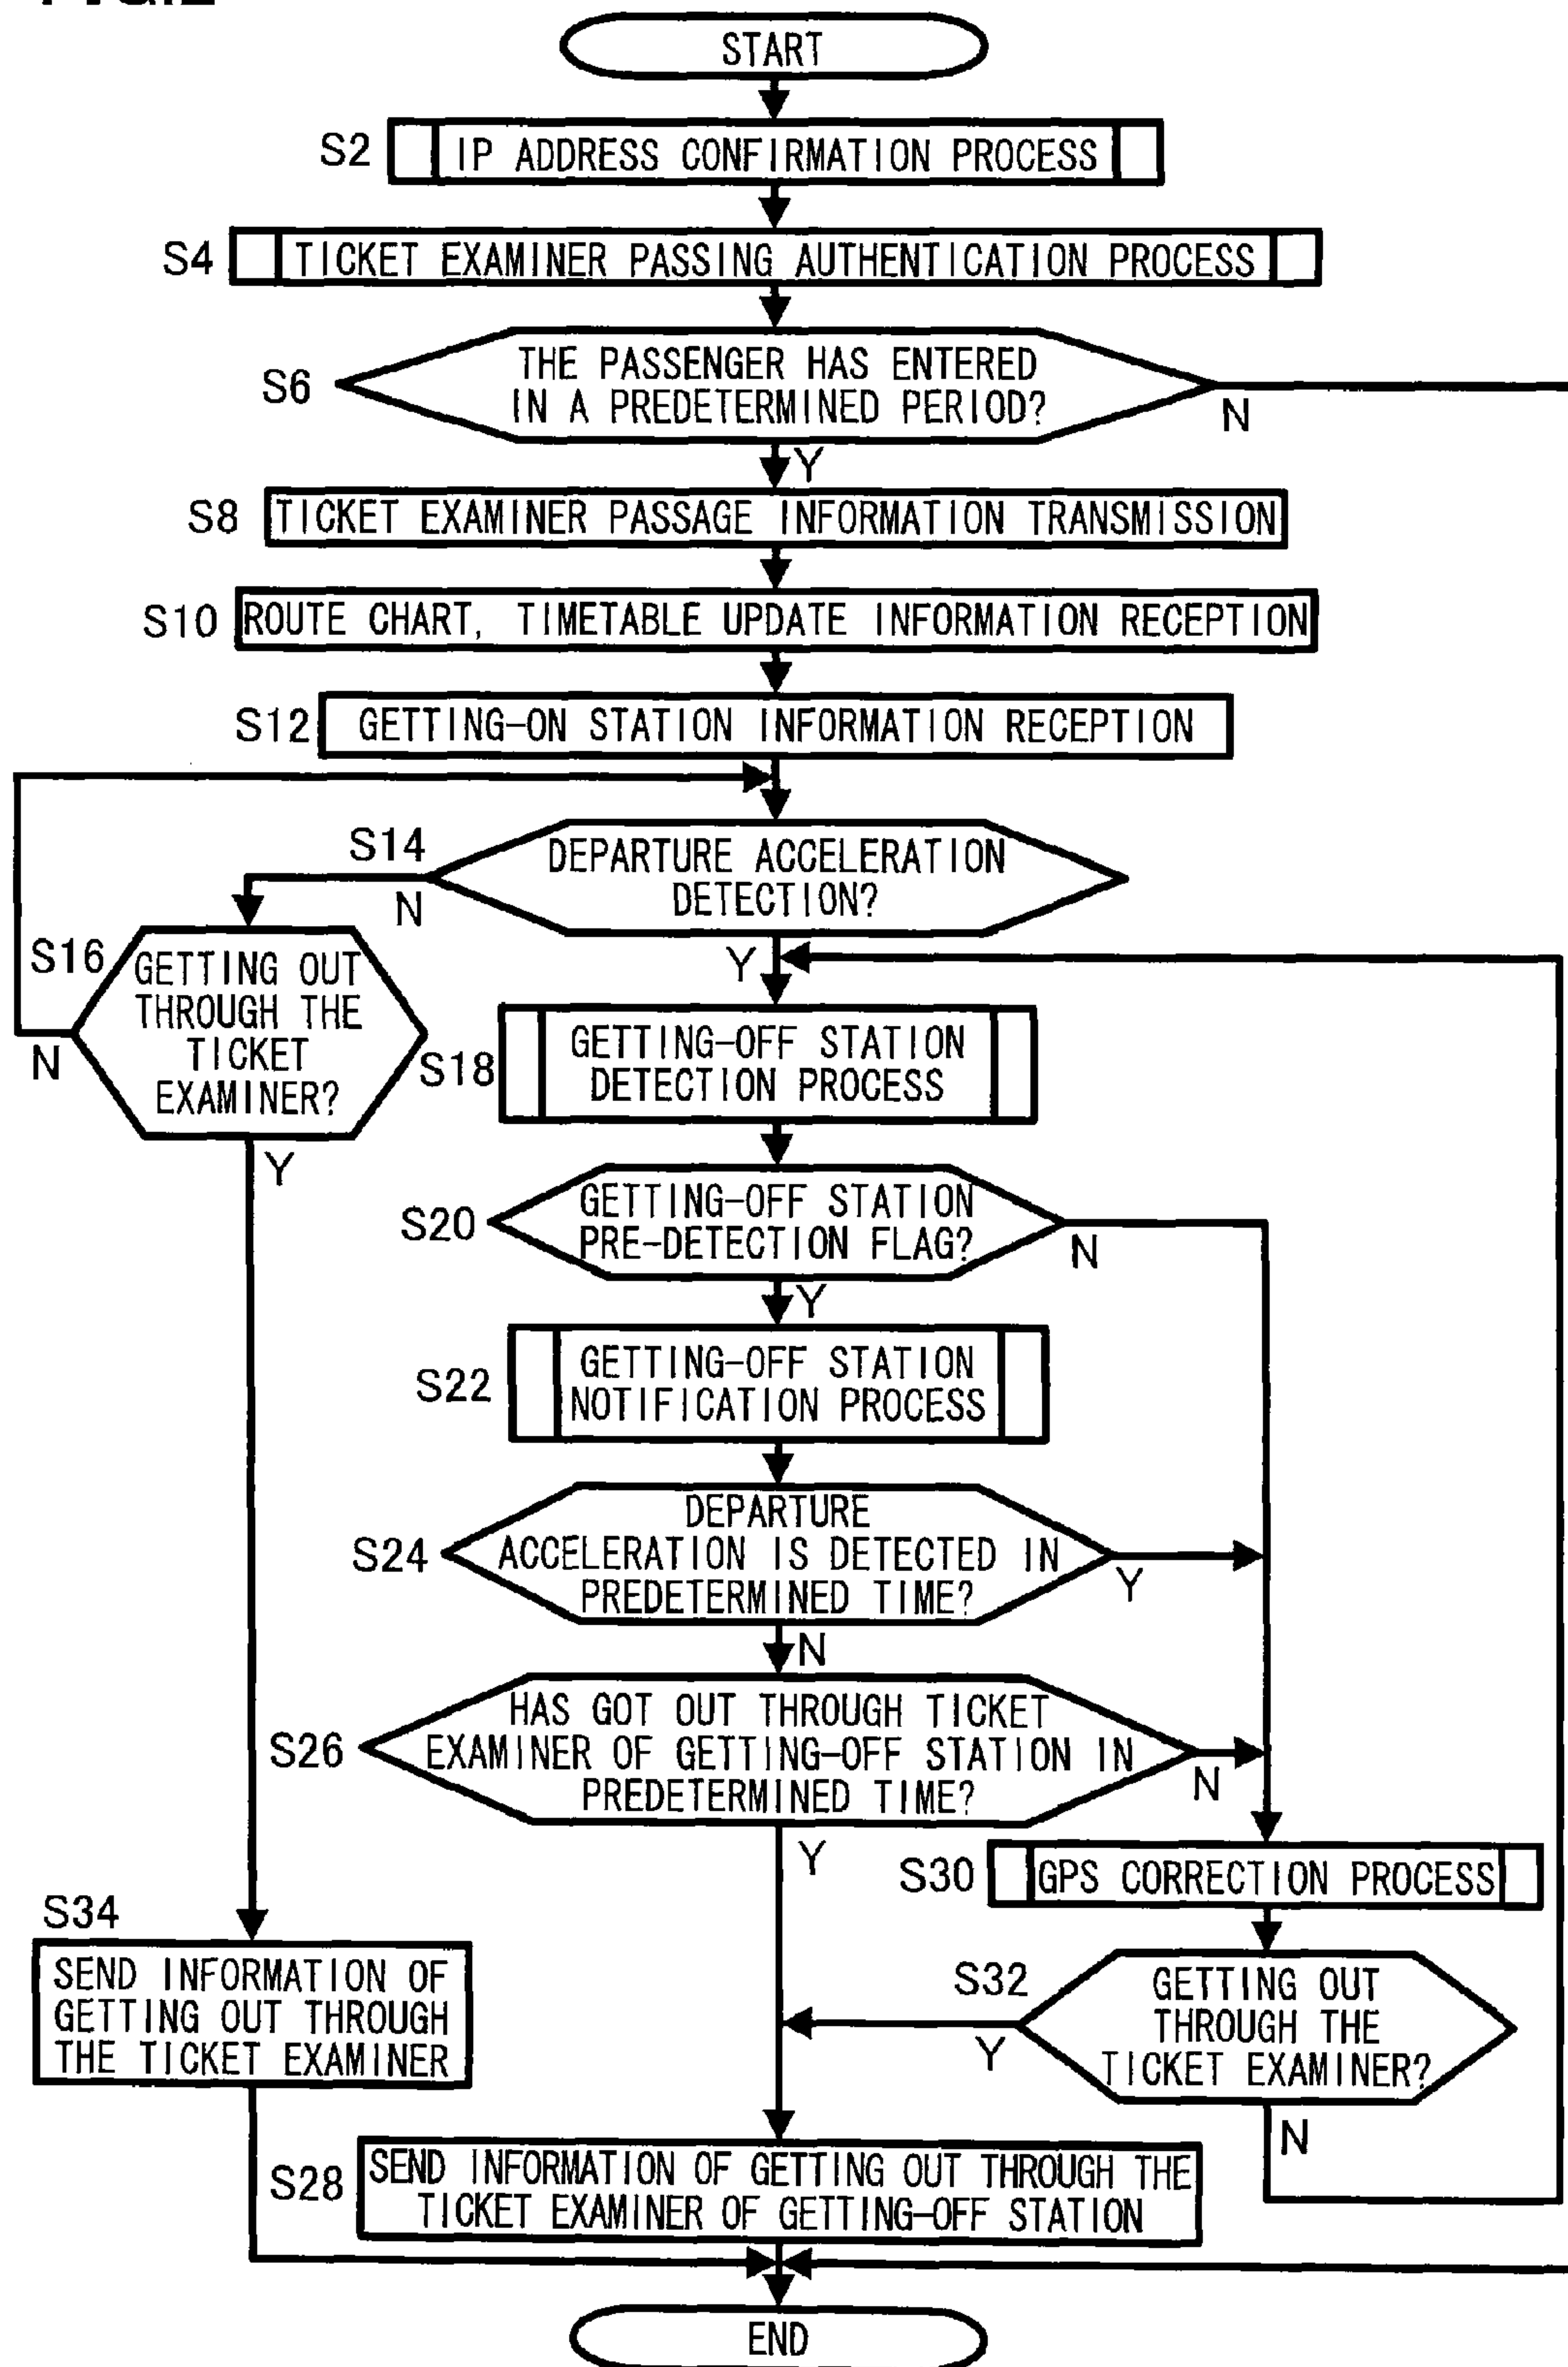 START
S2
IP ADDRESS CONFIRMATION PROCESS
S4
TICKET EXAMINER PASSING AUTHENTICATION PROCESS
S6
THE PASSENGER HAS ENTERED
IN A PREDETERMINED PERIOD?
N
Y
S8
TICKET EXAMINER PASSAGE INFORMATION TRANSMISSION
S10
ROUTE CHART, TIMETABLE UPDATE INFORMATION RECEPTION
S12
GETTING-ON STATION INFORMATION RECEPTION
S14
DEPARTURE ACCELERATION
DETECTION?
N
Y
S16
GETTING OUT
THROUGH THE
TICKET
EXAMINER?
N
Y
S18
GETTING-OFF STATION
DETECTION PROCESS
S20
GETTING-OFF STATION
PRE-DETECTION FLAG?
N
Y
S22
GETTING-OFF STATION
NOTIFICATION PROCESS
S24
DEPARTURE
ACCELERATION IS DETECTED IN
PREDETERMINED TIME?
Y
N
S26
HAS GOT OUT THROUGH TICKET
EXAMINER OF GETTING-OFF STATION IN
PREDETERMINED TIME?
N
Y
S30
GPS CORRECTION PROCESS
S34
SEND INFORMATION OF
GETTING OUT THROUGH
THE TICKET EXAMINER
S32
GETTING OUT
THROUGH THE
TICKET EXAMINER?
Y
N
S28
SEND INFORMATION OF GETTING OUT THROUGH THE
TICKET EXAMINER OF GETTING-OFF STATION
END